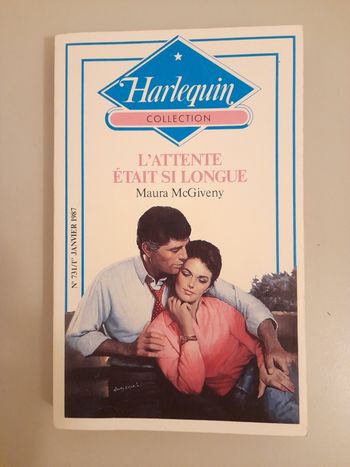 Harlequin
COLLECTION
L'ATTENTE
ÉTAIT SI LONGUE
Maura McGiveny
N° 731/1er JANVIER 1987